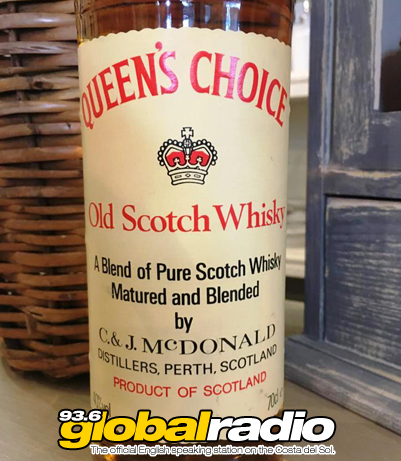 QUEEN'S CHOICE
Old Scotch Whisky
A Blend of Pure Scotch Whisky
Matured and Blended
by
C. & J. McDONALD
DISTILLERS, PERTH, SCOTLAND
PRODUCT OF SCOTLAND
70cl
93.6
globalradio
The official English speaking station on the Costa del Sol.